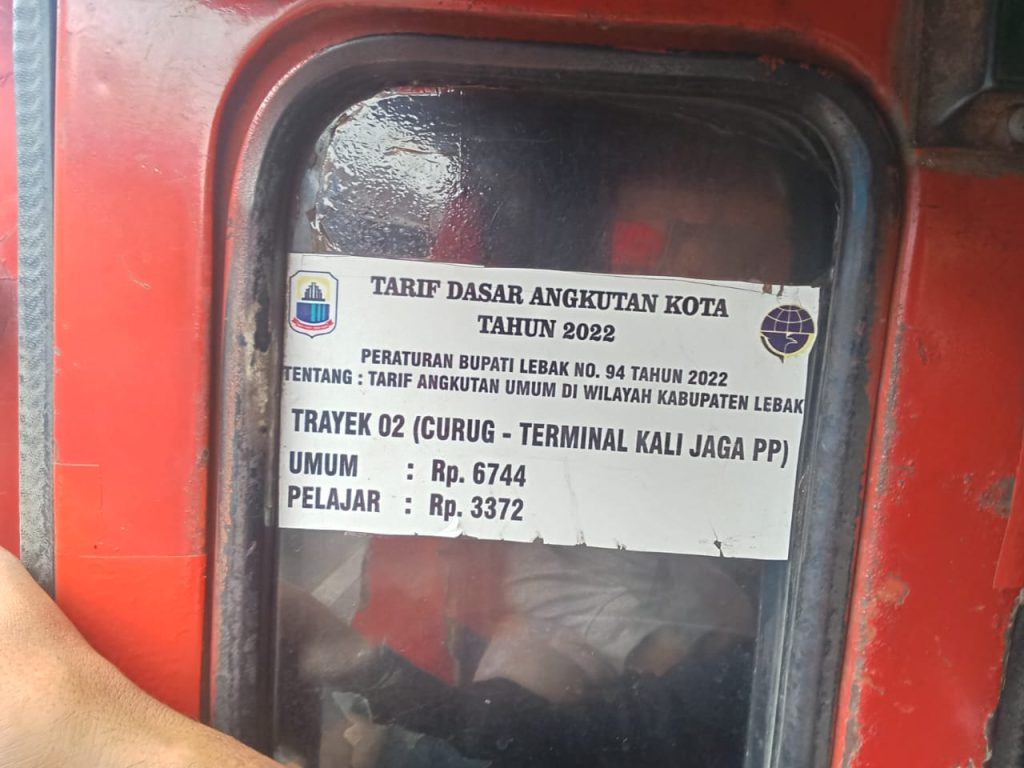 TARIF DASAR ANGKUTAN KOTA
TAHUN 2022
PERATURAN BUPATI LEBAK NO. 94 TAHUN 2022
TENTANG : TARIF ANGKUTAN UMUM DI WILAYAH KABUPATEN LEBAK
TRAYEK 02 (CURUG - TERMINAL KALI JAGA PP)
UMUM : Rp. 6744
PELAJAR : Rp. 3372